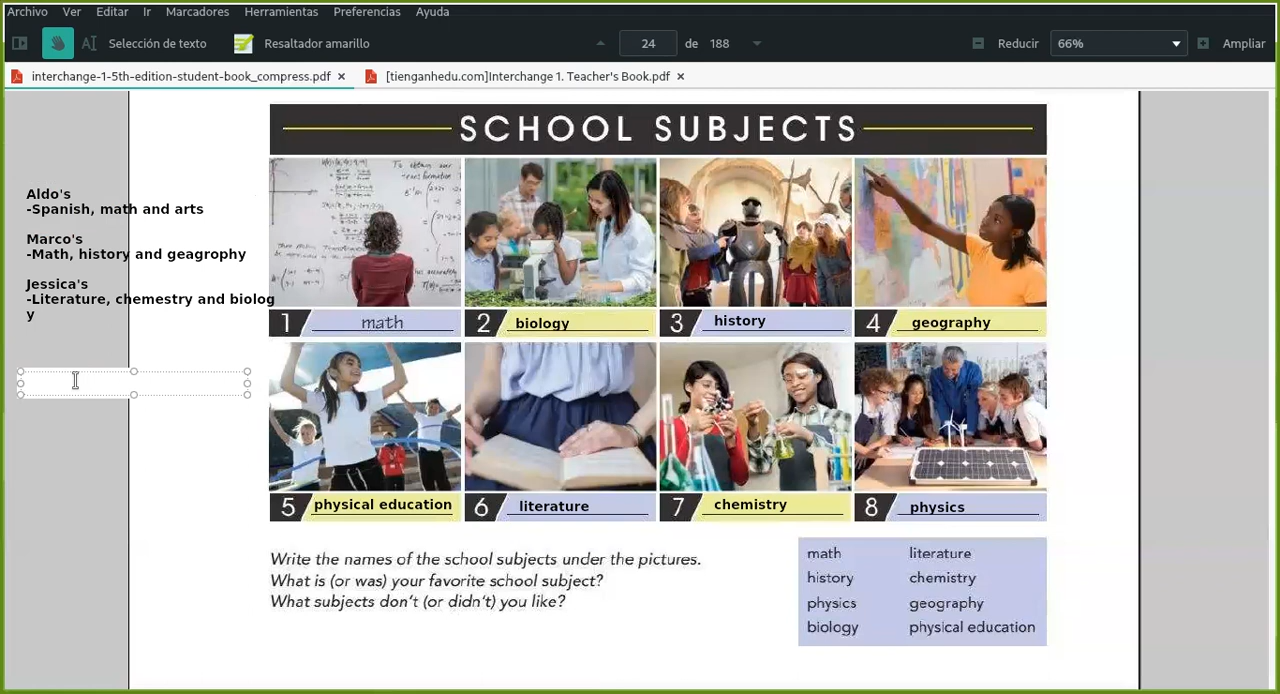 Archivo Ver Editar Ir Marcadores Herramientas Preferencias Ayuda
Selección de texto Resaltador amarillo 24 de 188 Reducir 66% Ampliar
interchange-1-5th-edition-student-book_compress.pdf × [tienganhedu.com]Interchange 1. Teacher's Book.pdf ×
SCHOOL SUBJECTS
Aldo's
-Spanish, math and arts
Marco's
-Math, history and geagrophy
Jessica's
-Literature, chemestry and biolog
y
1 math 2 biology 3 history 4 geography
5 physical education 6 literature 7 chemistry 8 physics
Write the names of the school subjects under the pictures.
What is (or was) your favorite school subject?
What subjects don't (or didn't) you like?
math literature
history chemistry
physics geography
biology physical education